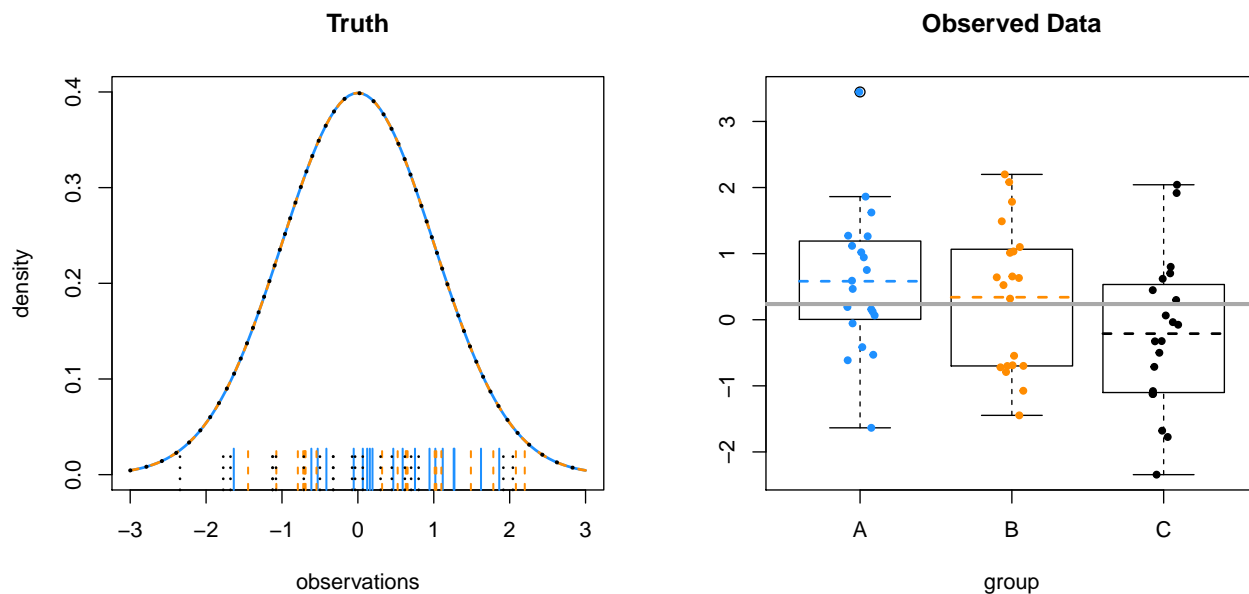 Truth
0.4
0.3
0.2
0.1
0.0
density
−3 −2 −1 0 1 2 3
observations
Observed Data
3
2
1
0
−1
−2
A B C
group